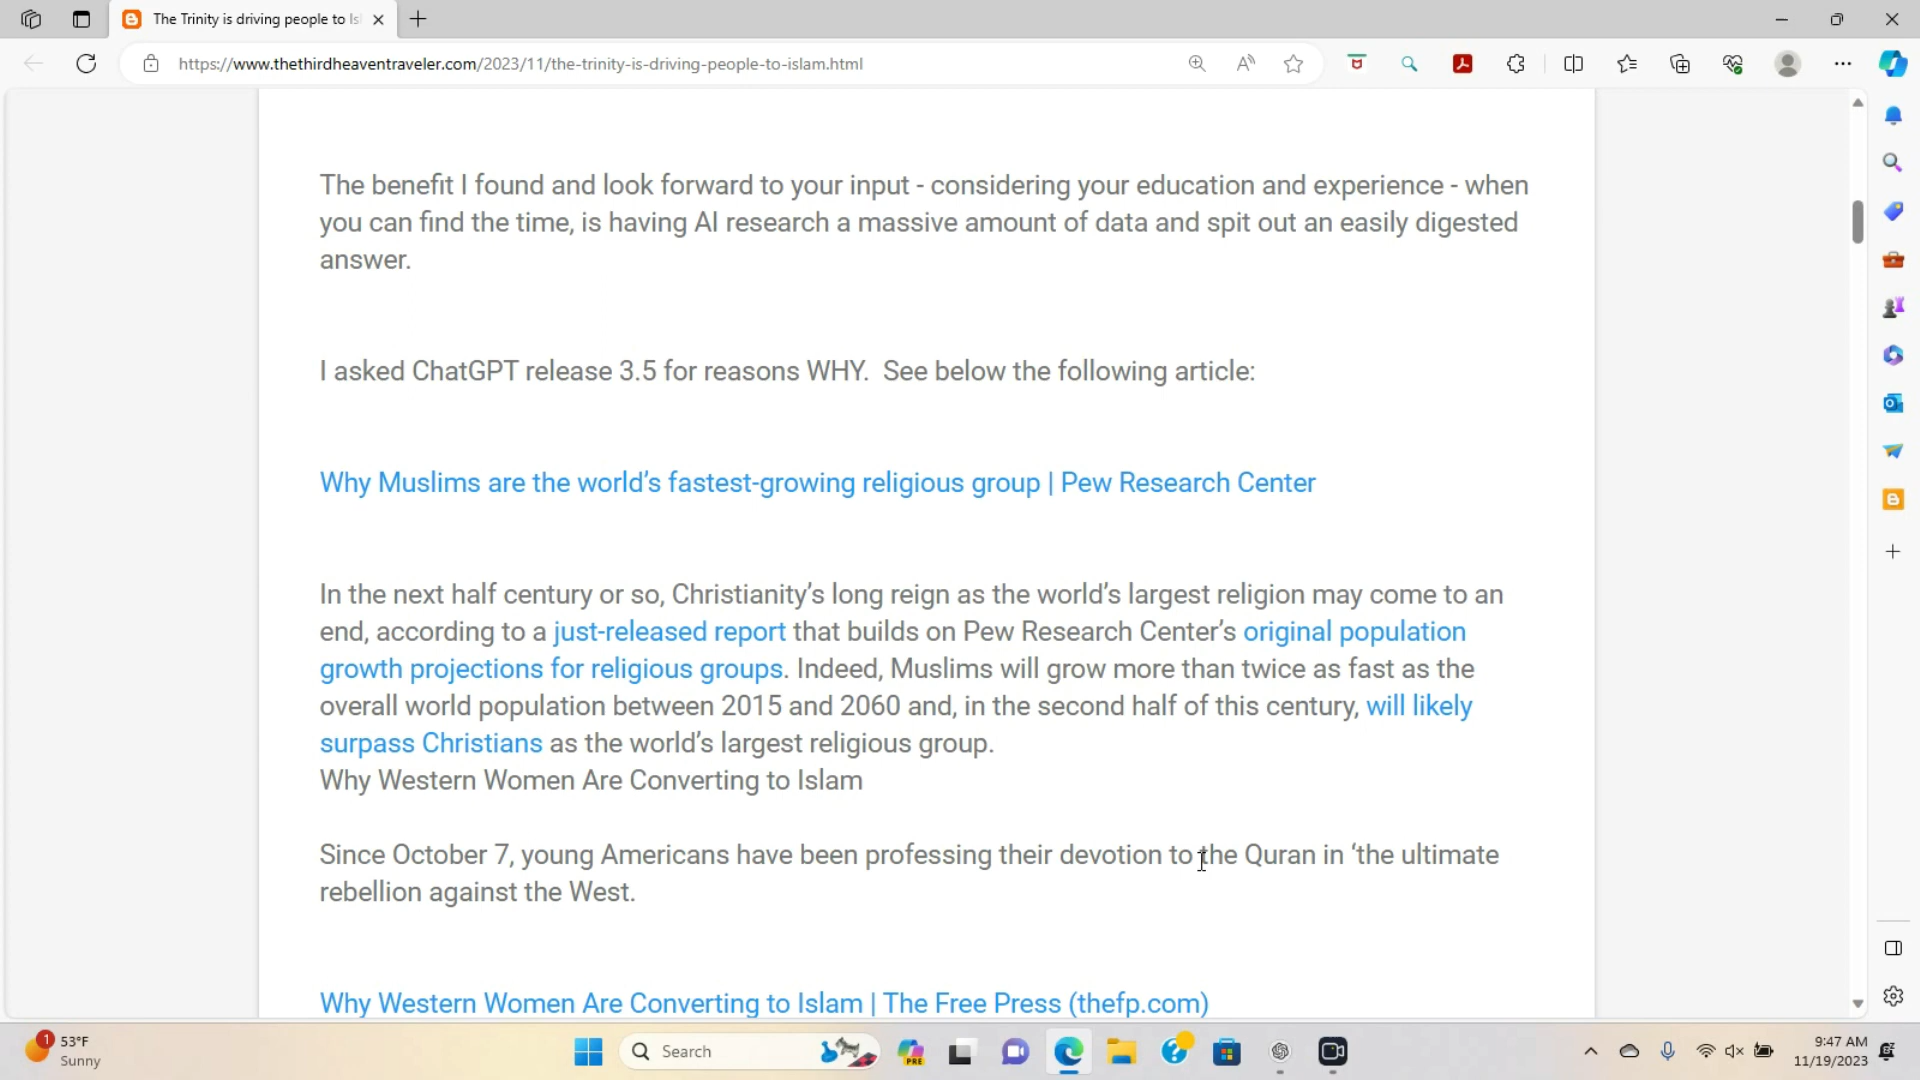 The Trinity is driving people to Isl
https://www.thethirdheaventraveler.com/2023/11/the-trinity-is-driving-people-to-islam.html
The benefit I found and look forward to your input - considering your education and experience - when
you can find the time, is having AI research a massive amount of data and spit out an easily digested
answer.
I asked ChatGPT release 3.5 for reasons WHY.  See below the following article:
Why Muslims are the world’s fastest-growing religious group | Pew Research Center
In the next half century or so, Christianity’s long reign as the world’s largest religion may come to an
end, according to a just-released report that builds on Pew Research Center’s original population
growth projections for religious groups. Indeed, Muslims will grow more than twice as fast as the
overall world population between 2015 and 2060 and, in the second half of this century, will likely
surpass Christians as the world’s largest religious group.
Why Western Women Are Converting to Islam
Since October 7, young Americans have been professing their devotion to the Quran in ‘the ultimate
rebellion against the West.
Why Western Women Are Converting to Islam | The Free Press (thefp.com)
1
53°F
Sunny
Search
PRE
9:47 AM
11/19/2023